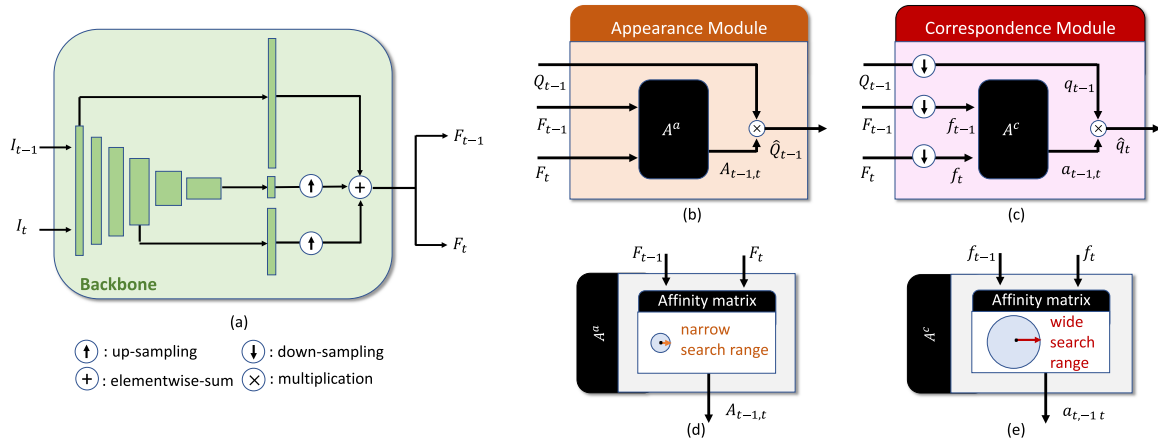 I_{t−1}
I_t
F_{t−1}
F_t
Backbone
(a)
: up-sampling
: down-sampling
: elementwise-sum
: multiplication
Appearance Module
Q_{t−1}
F_{t−1}
F_t
A^a
Q̂_{t−1}
A_{t−1,t}
(b)
Correspondence Module
Q_{t−1}
q_{t−1}
F_{t−1}
f_{t−1}
A^c
F_t
f_t
q̂_t
a_{t−1,t}
(c)
F_{t−1}
F_t
A^a
Affinity matrix
narrow
search range
A_{t−1,t}
(d)
f_{t−1}
f_t
A^c
Affinity matrix
wide
search
range
a_{t,−1 t}
(e)